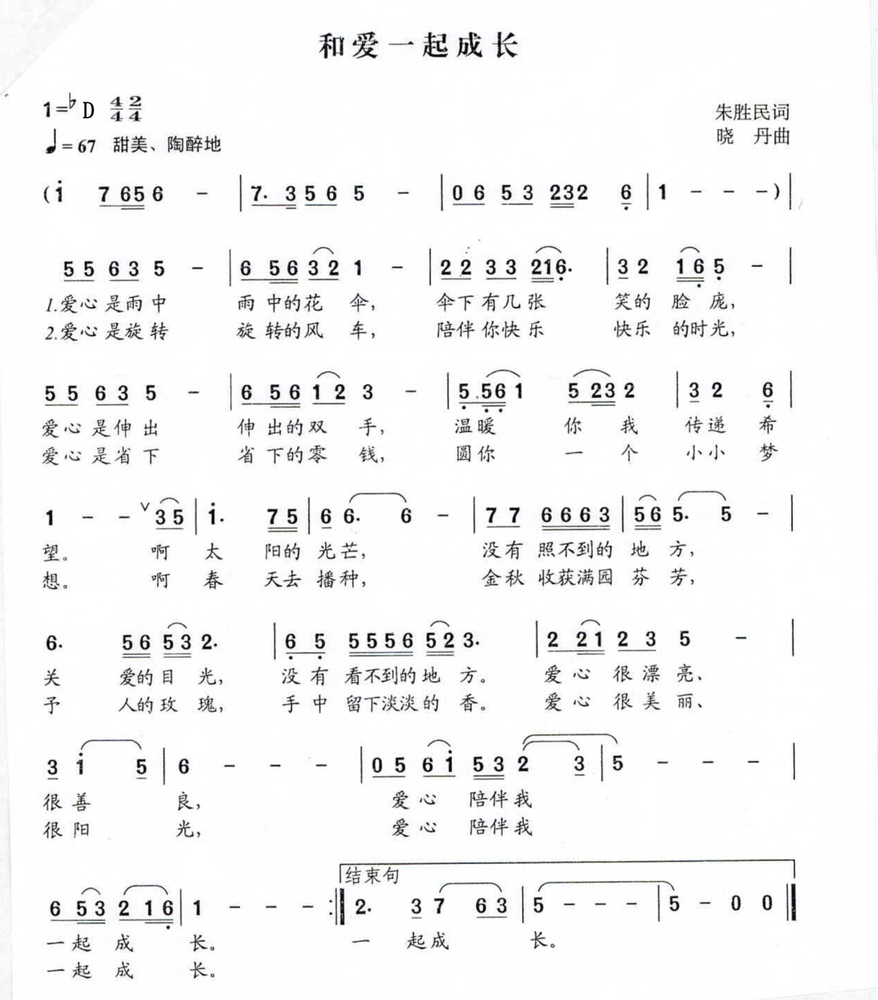 和爱一起成长
1=♭D 4/4 2/4
朱胜民词
♩=67 甜美、陶醉地
晓 丹曲
(i 7 6 5 6 － | 7. 3 5 6 5 － | 0 6 5 3 2 3 2 6 | 1 － － －) |
5 5 6 3 5 － | 6 5 6 3 2 1 － | 2 2 3 3 2 1 6. | 3 2 1 6 5 － |
1.爱心是雨中 雨中的花 伞, 伞下有几张 笑的 脸 庞,
2.爱心是旋转 旋转的风 车, 陪伴你快乐 快乐 的时光,
5 5 6 3 5 － | 6 5 6 1 2 3 － | 5 5 6 1 5 2 3 2 | 3 2 6 |
爱心是伸出 伸出的双 手, 温暖 你 我 传递 希
爱心是省下 省下的零 钱, 圆你 一 个 小小 梦
1 － － ∨ 3 5 | i. 7 5 | 6 6. 6 － | 7 7 6 6 6 3 | 5 6 5. 5 － |
望。 啊 太 阳的 光芒, 没有 照不到的 地 方,
想。 啊 春 天去 播种, 金秋 收获满园 芬 芳,
6. 5 6 5 3 2. | 6 5 5 5 5 6 5 2 3. | 2 2 1 2 3 5 － |
关 爱的目 光, 没有 看不到的地 方。 爱 心 很漂亮、
予 人的玫 瑰, 手中 留下淡淡的 香。 爱 心 很美丽、
3 i 5 | 6 － － － | 0 5 6 i 5 3 2 3 | 5 － － － |
很善 良, 爱心 陪伴我
很阳 光, 爱心 陪伴我
结束句
6 5 3 2 1 6 | 1 － － － :‖ 2. 3 7 6 3 | 5 － － － | 5 － 0 0 ‖
一起 成 长。 一 起成 长。
一起 成 长。